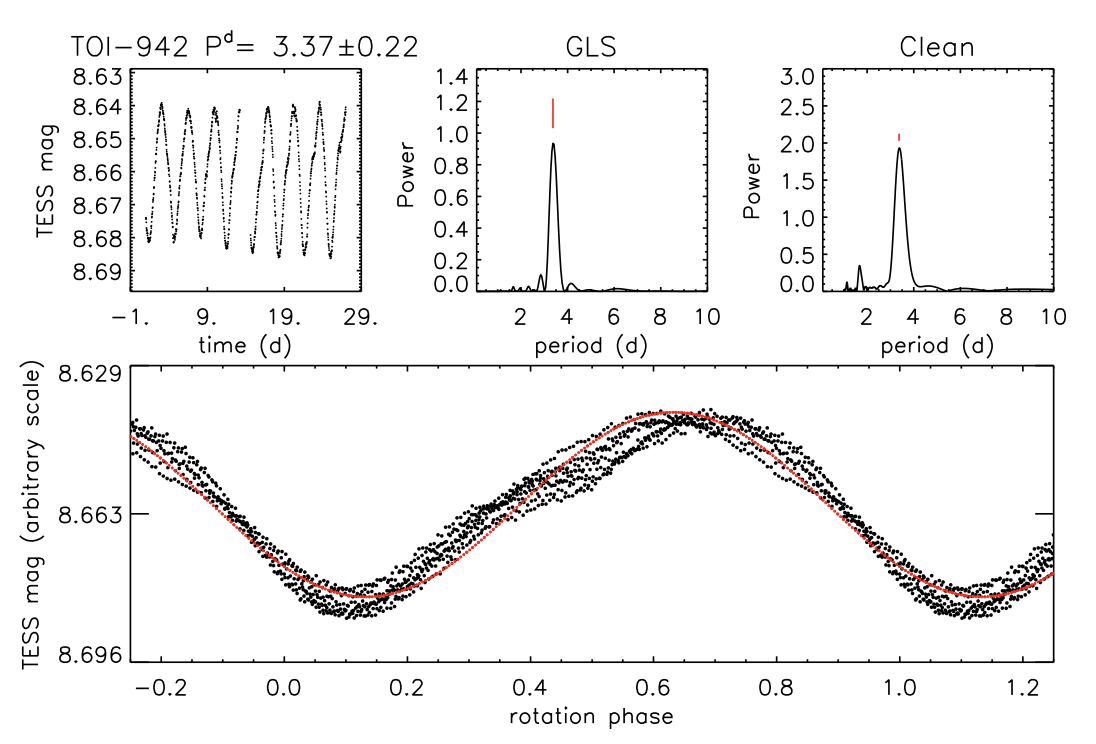 TOI-942 Pᵈ= 3.37±0.22
8.63
8.64
8.65
8.66
8.67
8.68
8.69
TESS mag
-1. 9. 19. 29.
time (d)
GLS
1.4
1.2
1.0
0.8
0.6
0.4
0.2
0.0
Power
2 4 6 8 10
period (d)
Clean
3.0
2.5
2.0
1.5
1.0
0.5
0.0
Power
2 4 6 8 10
period (d)
8.629
8.663
8.696
TESS mag (arbitrary scale)
-0.2 0.0 0.2 0.4 0.6 0.8 1.0 1.2
rotation phase